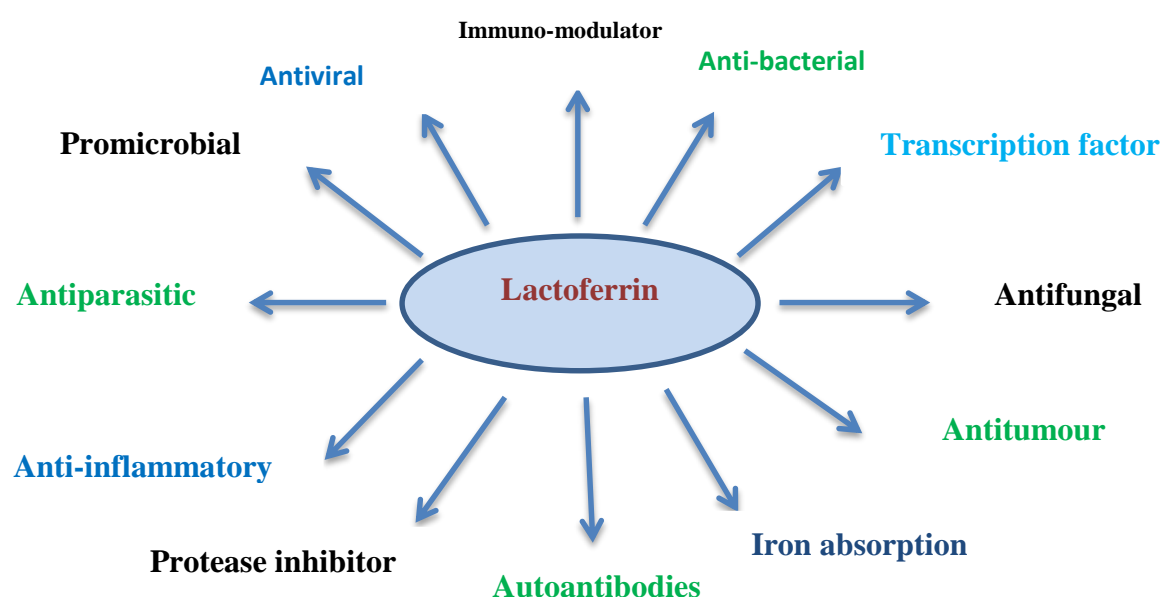 Immuno-modulator
Anti-bacterial
Antiviral
Promicrobial
Transcription factor
Lactoferrin
Antiparasitic
Antifungal
Antitumour
Anti-inflammatory
Iron absorption
Protease inhibitor
Autoantibodies